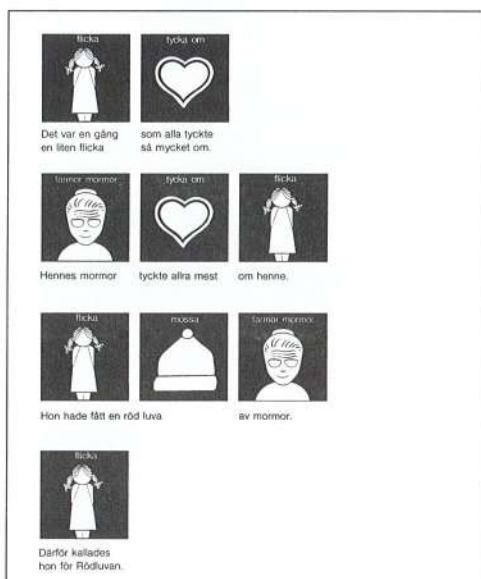 flicka tycka om
Det var en gång som alla tyckte
en liten flicka så mycket om.
farmor mormor tycka om flicka
Hennes mormor tyckte allra mest om henne.
flicka mössa farmor mormor
Hon hade fått en röd luva av mormor.
flicka
Därför kallades
hon för Rödluvan.